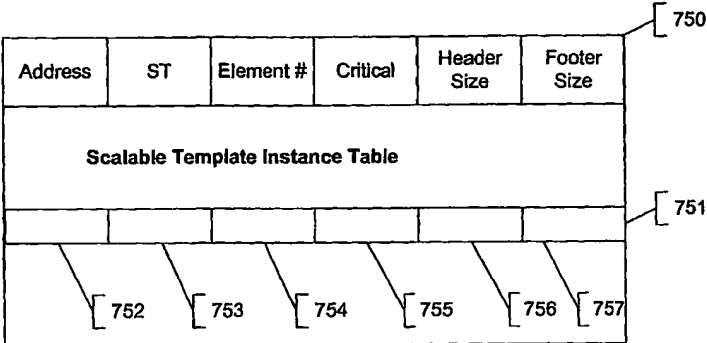 750
Address ST Element # Critical Header Size Footer Size
Scalable Template Instance Table
751
752 753 754 755 756 757